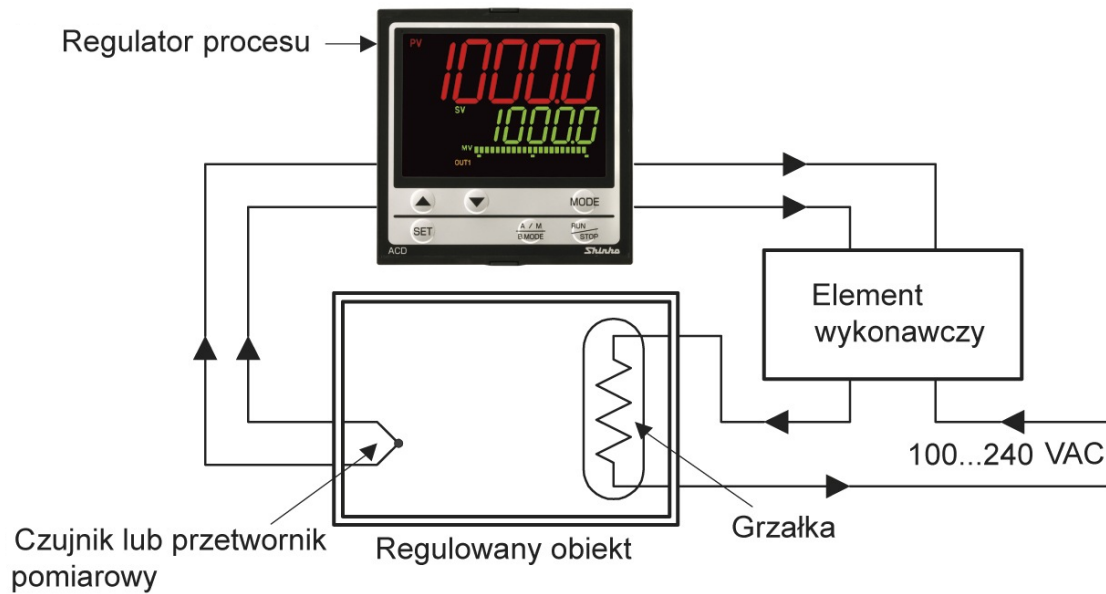 Regulator procesu
PV
1000.0
SV
1000.0
MV
OUT1
MODE
SET
A / M
B.MODE
RUN
STOP
ACD
Shinko
Element
wykonawczy
100...240 VAC
Czujnik lub przetwornik
pomiarowy
Regulowany obiekt
Grzałka